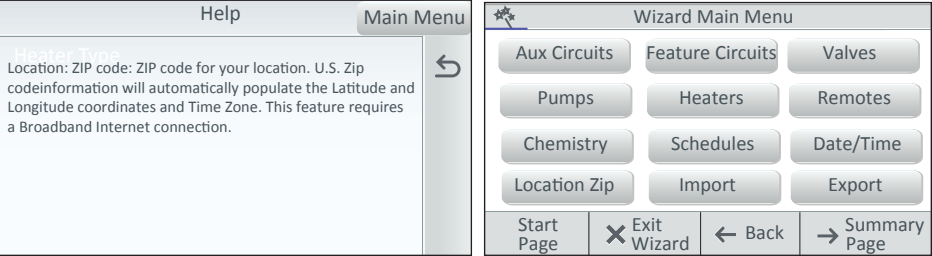 Help
Main Menu
Heater Type
Location: ZIP code: ZIP code for your location. U.S. Zip
codeinformation will automatically populate the Latitude and
Longitude coordinates and Time Zone. This feature requires
a Broadband Internet connection.
Wizard Main Menu
Aux Circuits
Feature Circuits
Valves
Pumps
Heaters
Remotes
Chemistry
Schedules
Date/Time
Location Zip
Import
Export
Start
Page
Exit
Wizard
Back
Summary
Page